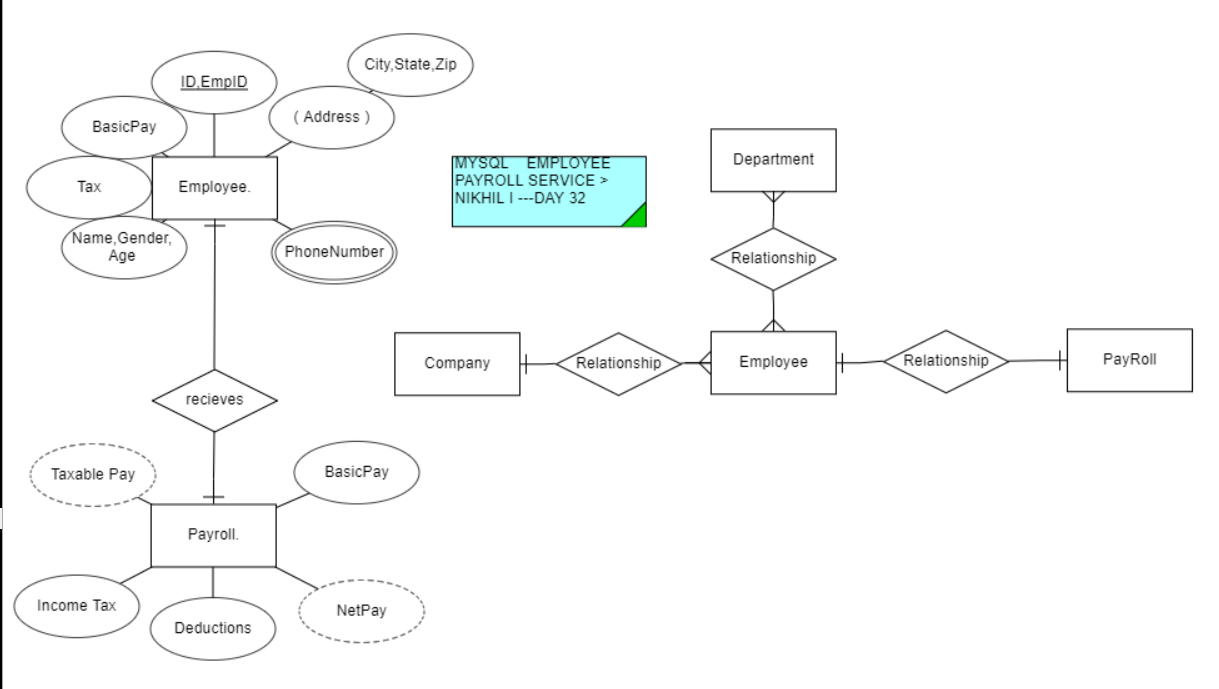 City,State,Zip
ID,EmpID
( Address )
BasicPay
Tax
Employee.
Name,Gender,
Age
PhoneNumber
recieves
Taxable Pay
BasicPay
Payroll.
Income Tax
Deductions
NetPay
MYSQL EMPLOYEE
PAYROLL SERVICE >
NIKHIL I ---DAY 32
Department
Relationship
Company
Relationship
Employee
Relationship
PayRoll